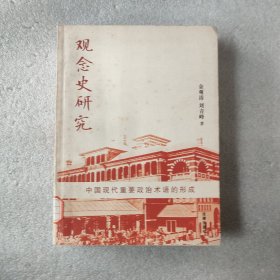 观念史研究
金观涛 刘青峰 著
中国现代重要政治术语的形成